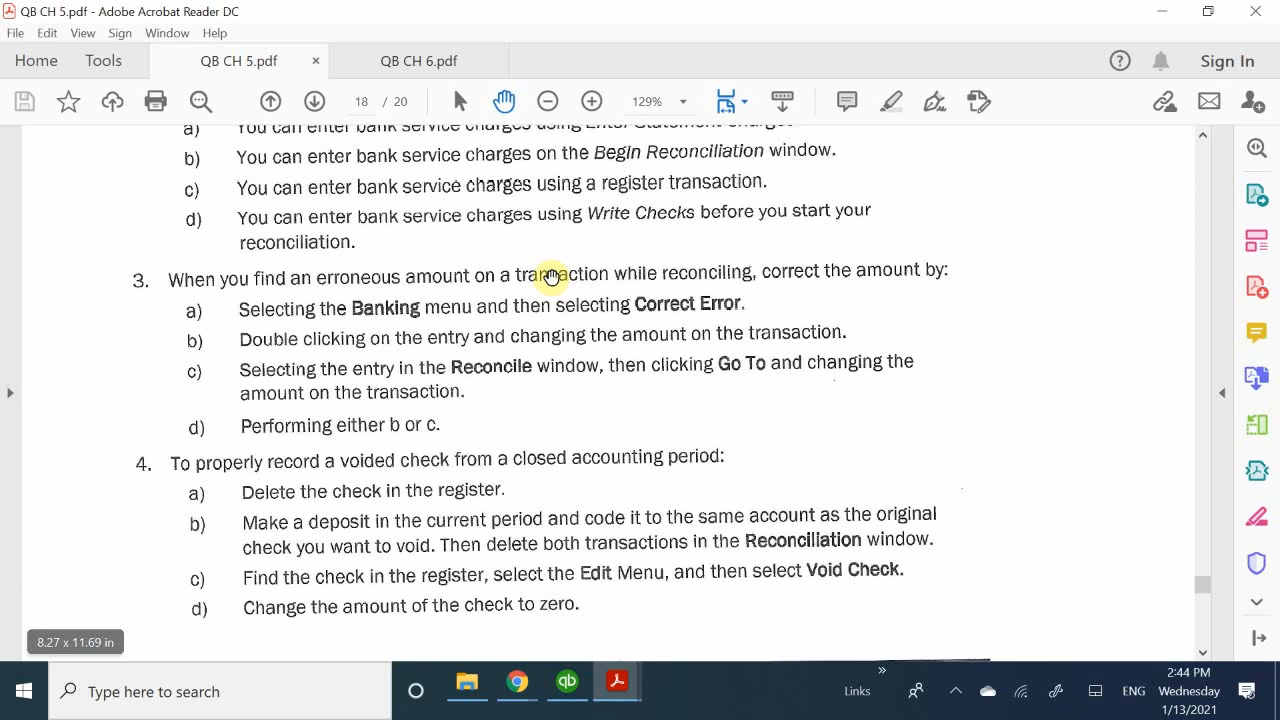 QB CH 5.pdf - Adobe Acrobat Reader DC
File Edit View Sign Window Help
Home Tools QB CH 5.pdf × QB CH 6.pdf Sign In
18 / 20 129%
a) You can enter bank service charges using Enter Statement
b) You can enter bank service charges on the Begin Reconciliation window.
c) You can enter bank service charges using a register transaction.
d) You can enter bank service charges using Write Checks before you start your
reconciliation.
3. When you find an erroneous amount on a transaction while reconciling, correct the amount by:
a) Selecting the Banking menu and then selecting Correct Error.
b) Double clicking on the entry and changing the amount on the transaction.
c) Selecting the entry in the Reconcile window, then clicking Go To and changing the
amount on the transaction.
d) Performing either b or c.
4. To properly record a voided check from a closed accounting period:
a) Delete the check in the register.
b) Make a deposit in the current period and code it to the same account as the original
check you want to void. Then delete both transactions in the Reconciliation window.
c) Find the check in the register, select the Edit Menu, and then select Void Check.
d) Change the amount of the check to zero.
8.27 x 11.69 in
Type here to search
qb
Links
»
ENG
2:44 PM
Wednesday
1/13/2021